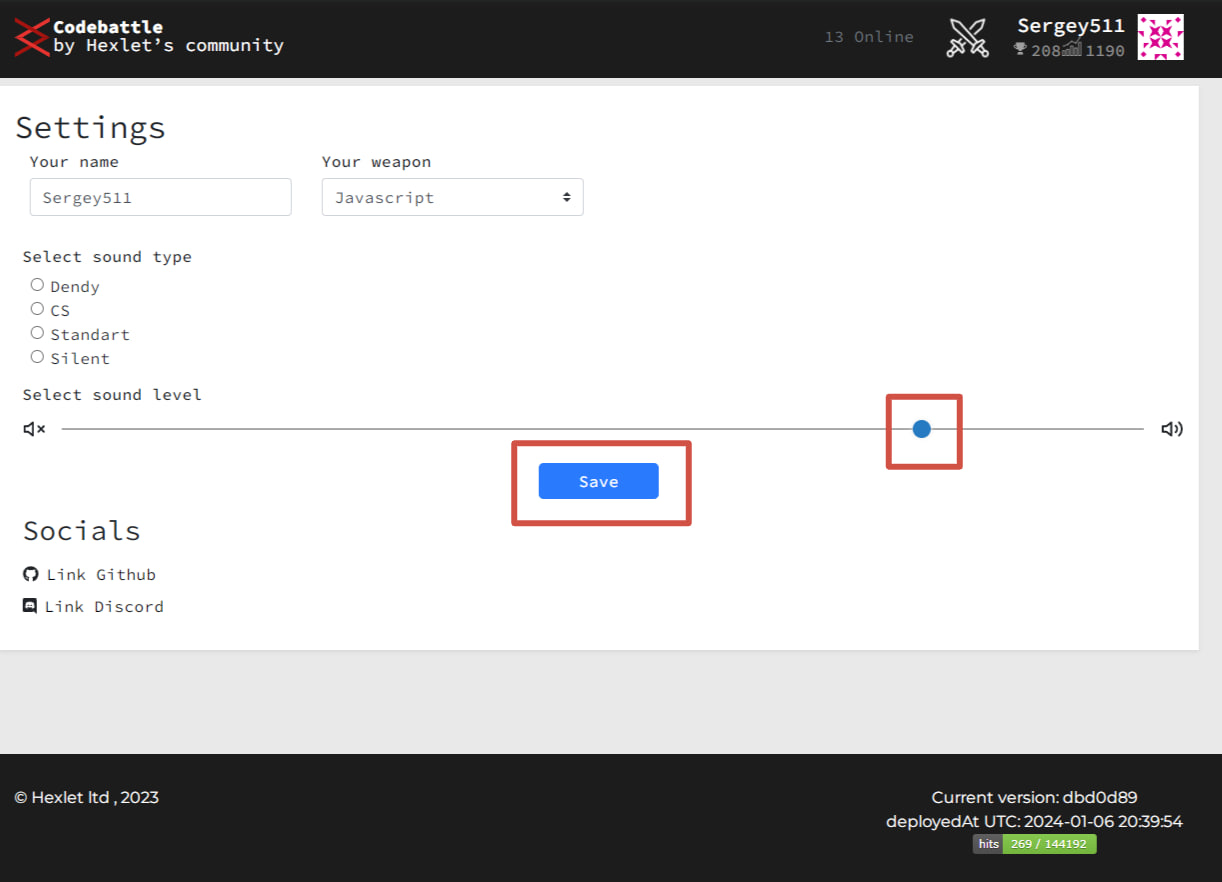 Codebattle
by Hexlet’s community
13 Online
Sergey511
208 1190
Settings
Your name
Your weapon
Sergey511
Javascript
Select sound type
Dendy
CS
Standart
Silent
Select sound level
Save
Socials
Link Github
Link Discord
© Hexlet ltd , 2023
Current version: dbd0d89
deployedAt UTC: 2024-01-06 20:39:54
hits 269 / 144192